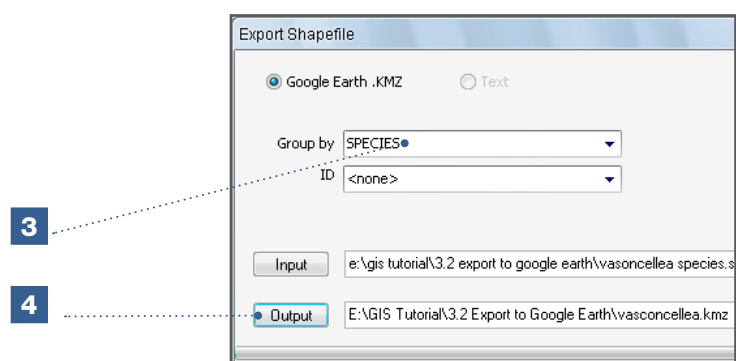 Export Shapefile
Google Earth .KMZ Text
Group by SPECIES
ID <none>
3
Input e:\gis tutorial\3.2 export to google earth\vasoncellea species.s
4
Output E:\GIS Tutorial\3.2 Export to Google Earth\vasconcellea.kmz